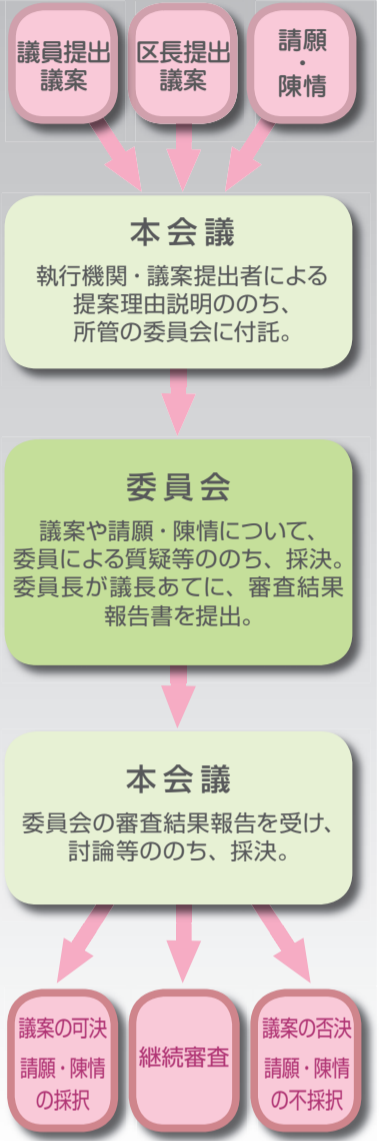 議員提出
議案
区長提出
議案
請願
・
陳情
本会議
執行機関・議案提出者による
提案理由説明ののち、
所管の委員会に付託。
委員会
議案や請願・陳情について、
委員による質疑等ののち、採決。
委員長が議長あてに、審査結果
報告書を提出。
本会議
委員会の審査結果報告を受け、
討論等ののち、採決。
議案の可決
請願・陳情
の採択
継続審査
議案の否決
請願・陳情
の不採択